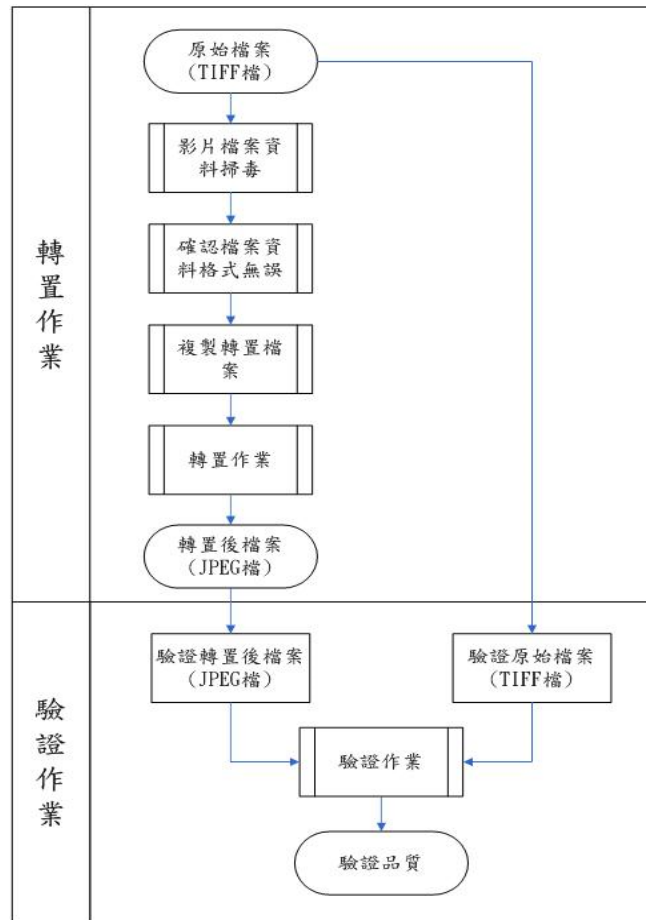 轉置作業
原始檔案
(TIFF檔)
影片檔案資
料掃毒
確認檔案資
料格式無誤
複製轉置檔
案
轉置作業
轉置後檔案
(JPEG檔)
驗證作業
驗證轉置後檔案
(JPEG檔)
驗證原始檔案
(TIFF檔)
驗證作業
驗證品質